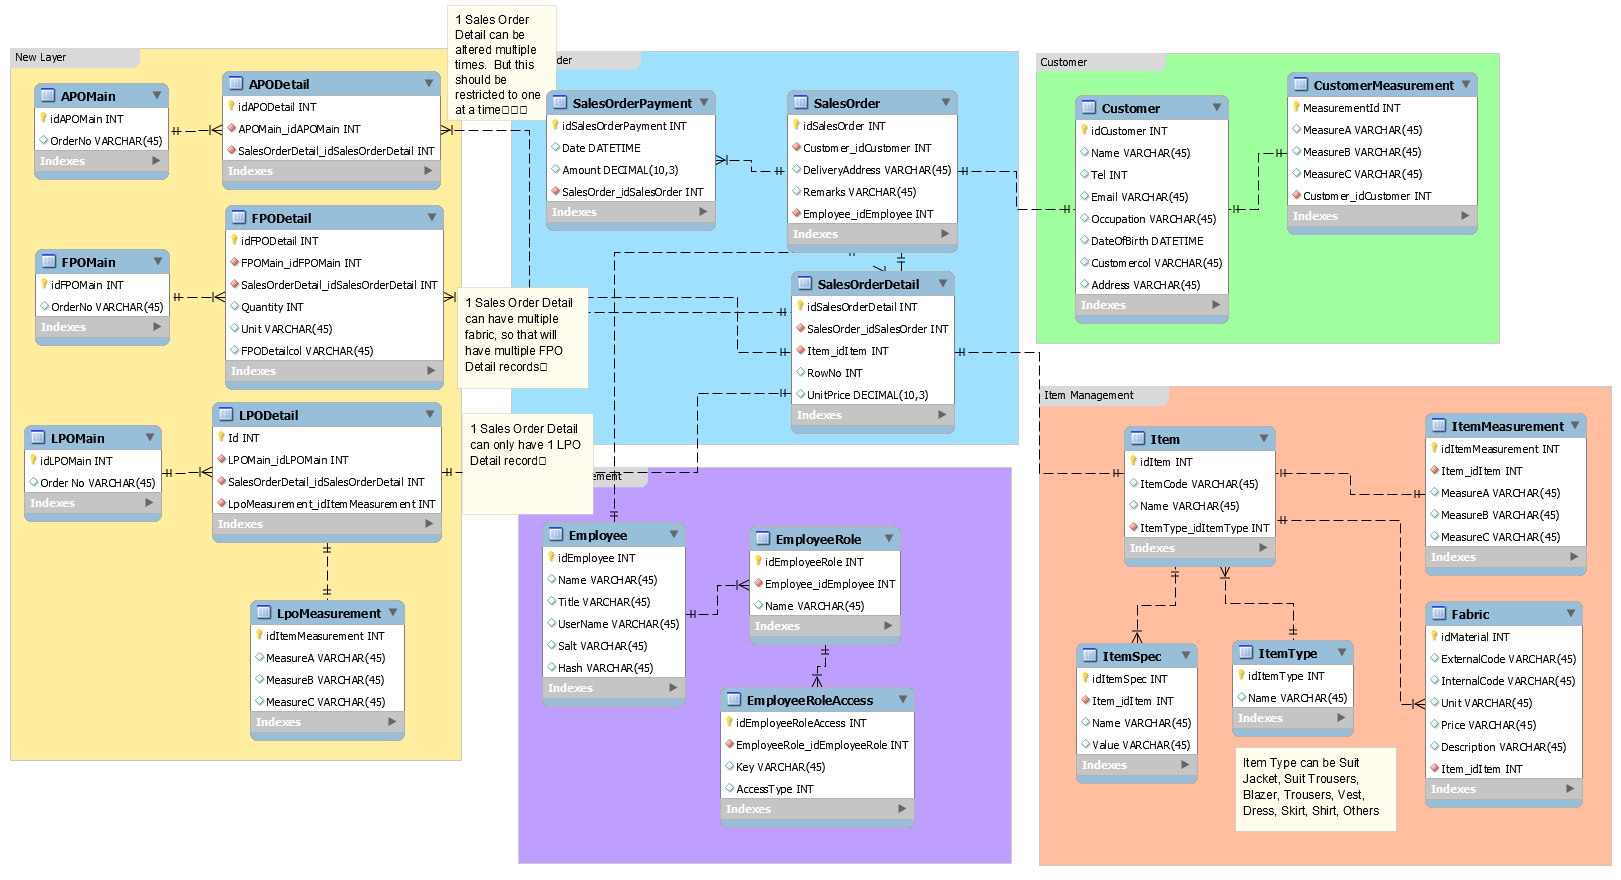 New Layer
APOMain
idAPOMain INT
OrderNo VARCHAR(45)
Indexes
APODetail
idAPODetail INT
APOMain_idAPOMain INT
SalesOrderDetail_idSalesOrderDetail INT
Indexes
FPOMain
idFPOMain INT
OrderNo VARCHAR(45)
Indexes
FPODetail
idFPODetail INT
FPOMain_idFPOMain INT
SalesOrderDetail_idSalesOrderDetail INT
Quantity INT
Unit VARCHAR(45)
FPODetailcol VARCHAR(45)
Indexes
LPOMain
idLPOMain INT
Order No VARCHAR(45)
Indexes
LPODetail
Id INT
LPOMain_idLPOMain INT
SalesOrderDetail_idSalesOrderDetail INT
LpoMeasurement_idItemMeasurement INT
Indexes
LpoMeasurement
idItemMeasurement INT
MeasureA VARCHAR(45)
MeasureB VARCHAR(45)
MeasureC VARCHAR(45)
Indexes
1 Sales Order
Detail can be
altered multiple
times.  But this
should be
restricted to one
at a time
der
SalesOrderPayment
idSalesOrderPayment INT
Date DATETIME
Amount DECIMAL(10,3)
SalesOrder_idSalesOrder INT
Indexes
SalesOrder
idSalesOrder INT
Customer_idCustomer INT
DeliveryAddress VARCHAR(45)
Remarks VARCHAR(45)
Employee_idEmployee INT
Indexes
SalesOrderDetail
idSalesOrderDetail INT
SalesOrder_idSalesOrder INT
Item_idItem INT
RowNo INT
UnitPrice DECIMAL(10,3)
Indexes
1 Sales Order Detail
can have multiple
fabric, so that will
have multiple FPO
Detail records
1 Sales Order Detail
can only have 1 LPO
Detail record
ement
Employee
idEmployee INT
Name VARCHAR(45)
Title VARCHAR(45)
UserName VARCHAR(45)
Salt VARCHAR(45)
Hash VARCHAR(45)
Indexes
EmployeeRole
idEmployeeRole INT
Employee_idEmployee INT
Name VARCHAR(45)
Indexes
EmployeeRoleAccess
idEmployeeRoleAccess INT
EmployeeRole_idEmployeeRole INT
Key VARCHAR(45)
AccessType INT
Indexes
Customer
Customer
idCustomer INT
Name VARCHAR(45)
Tel INT
Email VARCHAR(45)
Occupation VARCHAR(45)
DateOfBirth DATETIME
Customercol VARCHAR(45)
Address VARCHAR(45)
Indexes
CustomerMeasurement
MeasurementId INT
MeasureA VARCHAR(45)
MeasureB VARCHAR(45)
MeasureC VARCHAR(45)
Customer_idCustomer INT
Indexes
Item Management
Item
idItem INT
ItemCode VARCHAR(45)
Name VARCHAR(45)
ItemType_idItemType INT
Indexes
ItemMeasurement
idItemMeasurement INT
Item_idItem INT
MeasureA VARCHAR(45)
MeasureB VARCHAR(45)
MeasureC VARCHAR(45)
Indexes
ItemSpec
idItemSpec INT
Item_idItem INT
Name VARCHAR(45)
Value VARCHAR(45)
Indexes
ItemType
idItemType INT
Name VARCHAR(45)
Indexes
Fabric
idMaterial INT
ExternalCode VARCHAR(45)
InternalCode VARCHAR(45)
Unit VARCHAR(45)
Price VARCHAR(45)
Description VARCHAR(45)
Item_idItem INT
Indexes
Item Type can be Suit
Jacket, Suit Trousers,
Blazer, Trousers, Vest,
Dress, Skirt, Shirt, Others